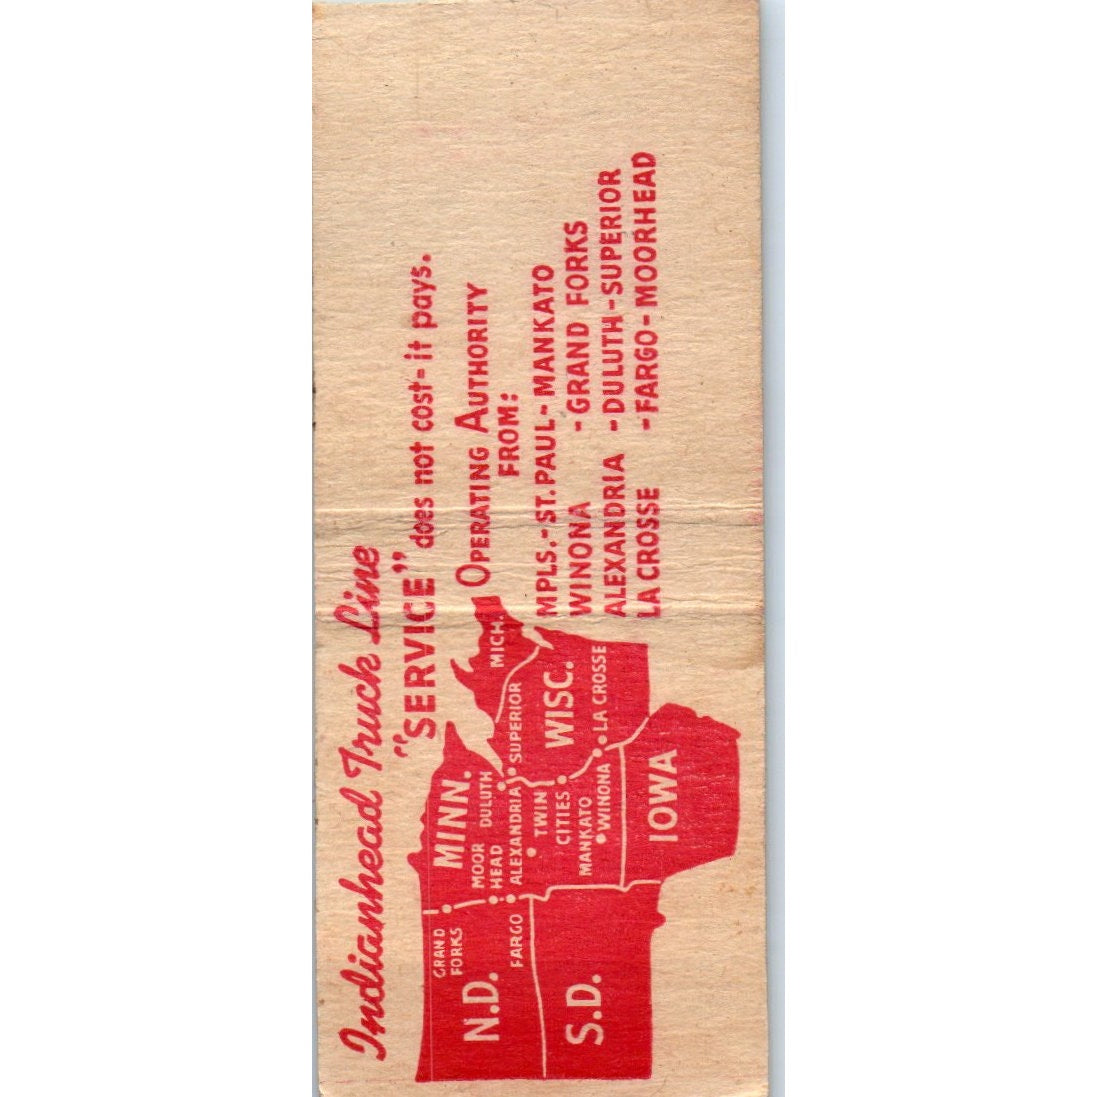 Indianhead Truck Line
"SERVICE" does not cost - it pays.
OPERATING AUTHORITY
FROM:
MPLS.-ST. PAUL- MANKATO
WINONA - GRAND FORKS
ALEXANDRIA - DULUTH-SUPERIOR
LA CROSSE - FARGO-MOORHEAD
N.D.
GRAND
FORKS
FARGO
S.D.
MINN.
MOOR
HEAD
DULUTH
ALEXANDRIA
SUPERIOR
TWIN
CITIES
MANKATO
WINONA
MICH.
WISC.
LA CROSSE
IOWA